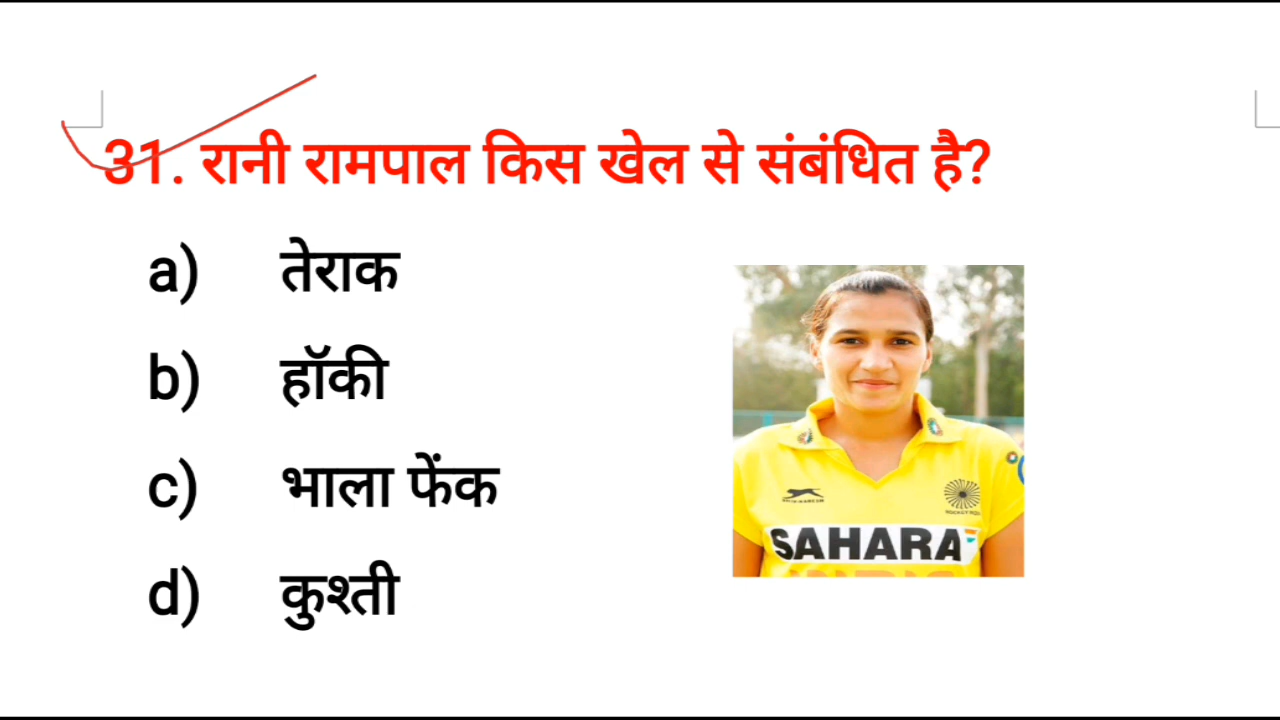 31. रानी रामपाल किस खेल से संबंधित है?
a) तेराक
b) हॉकी
c) भाला फेंक
d) कुश्ती
SAHARA